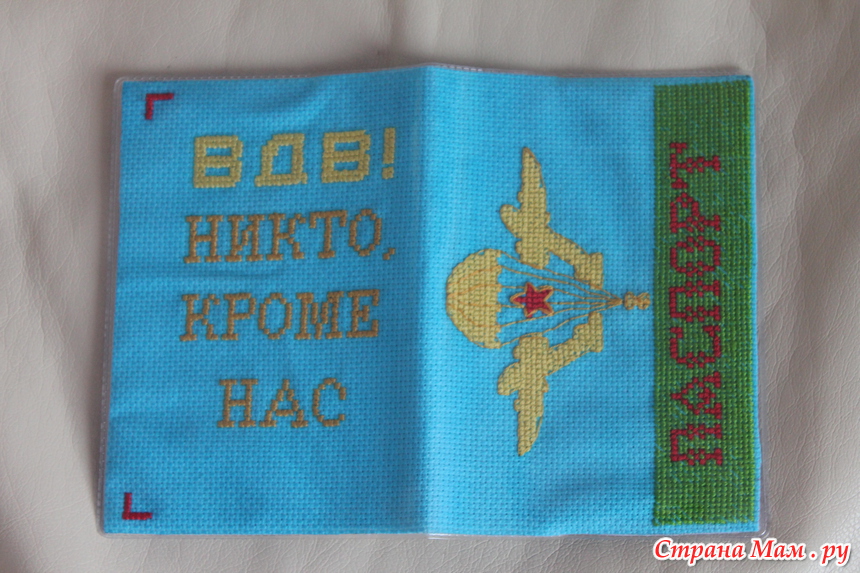 ВДВ!
НИКТО,
КРОМЕ
НАС
ПАСПОРТ
Страна Мам.ру